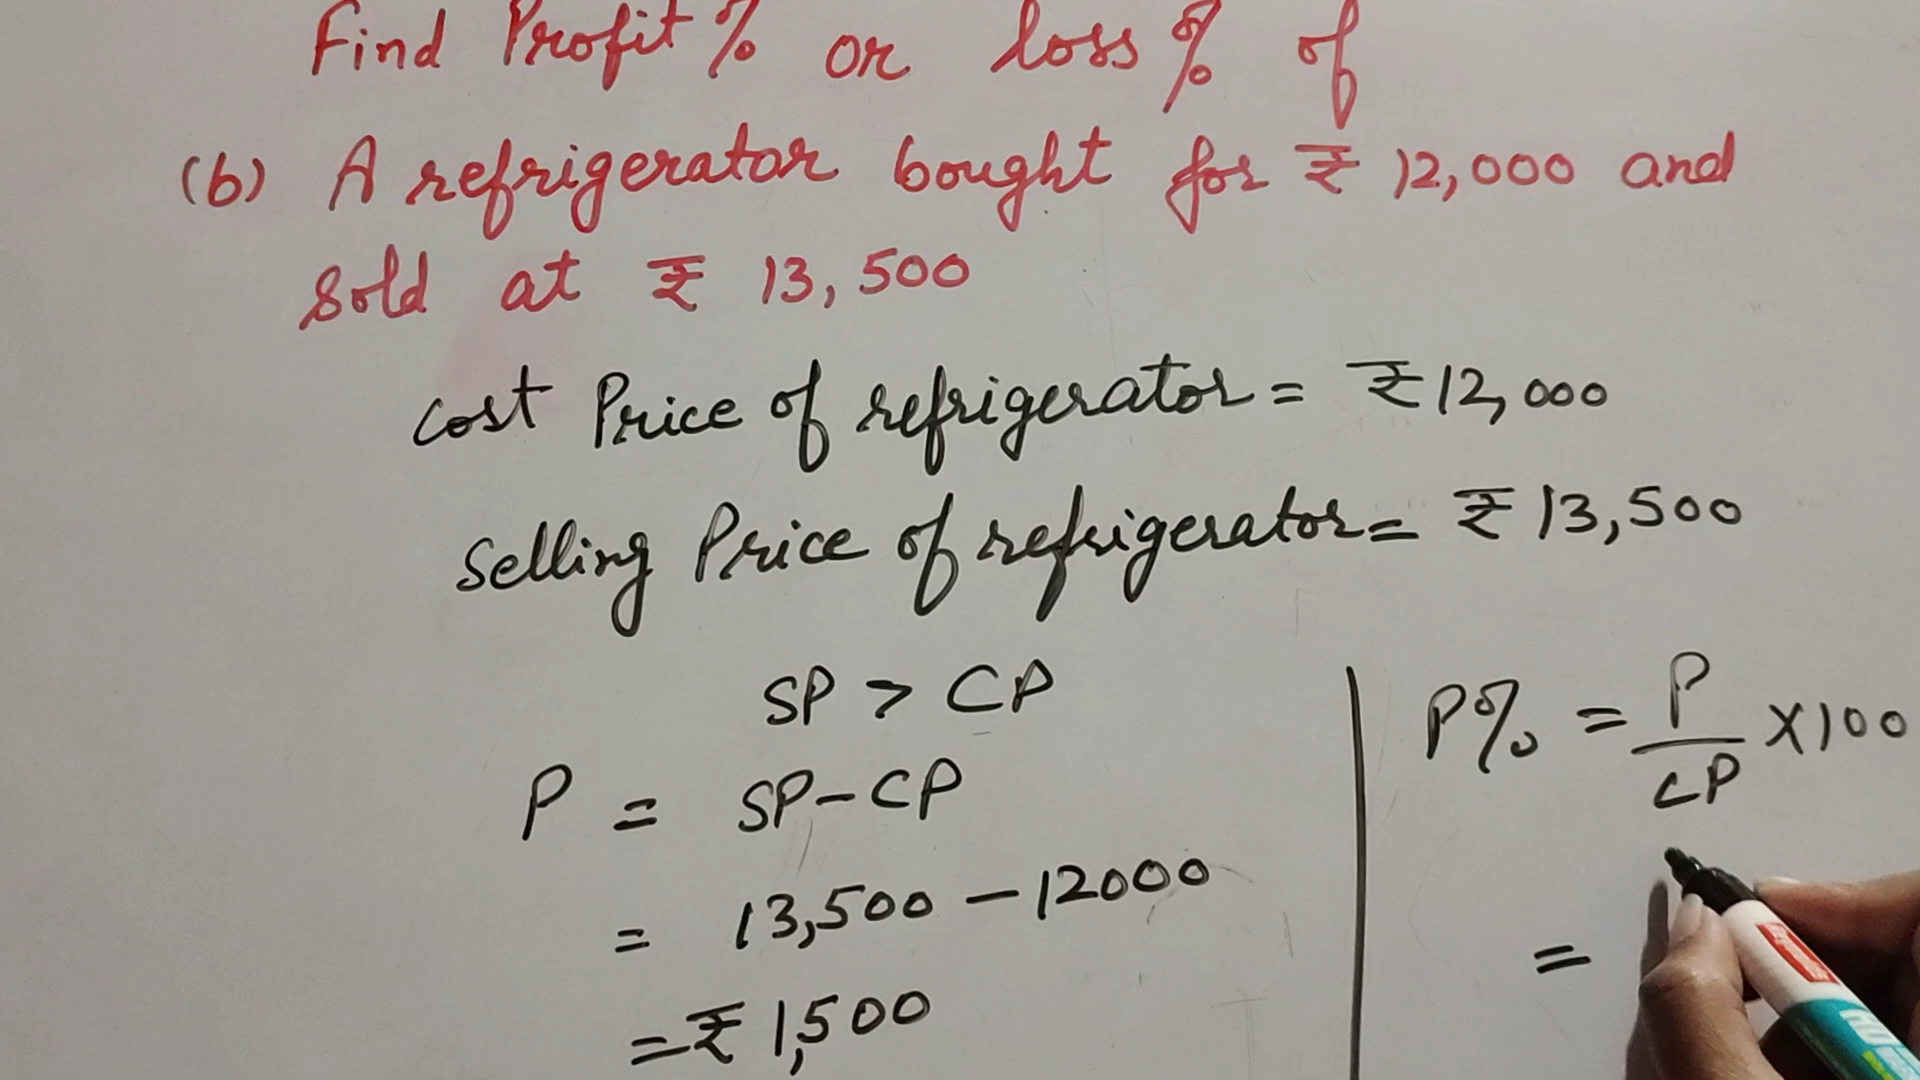 Find Profit % or loss % of
(b) A refrigerator bought for ₹ 12,000 and
sold at ₹ 13,500
Cost Price of refrigerator = ₹ 12,000
Selling Price of refrigerator = ₹ 13,500
SP > CP
P = SP - CP
= 13,500 - 12000
= ₹ 1,500
P% = P/CP × 100
=